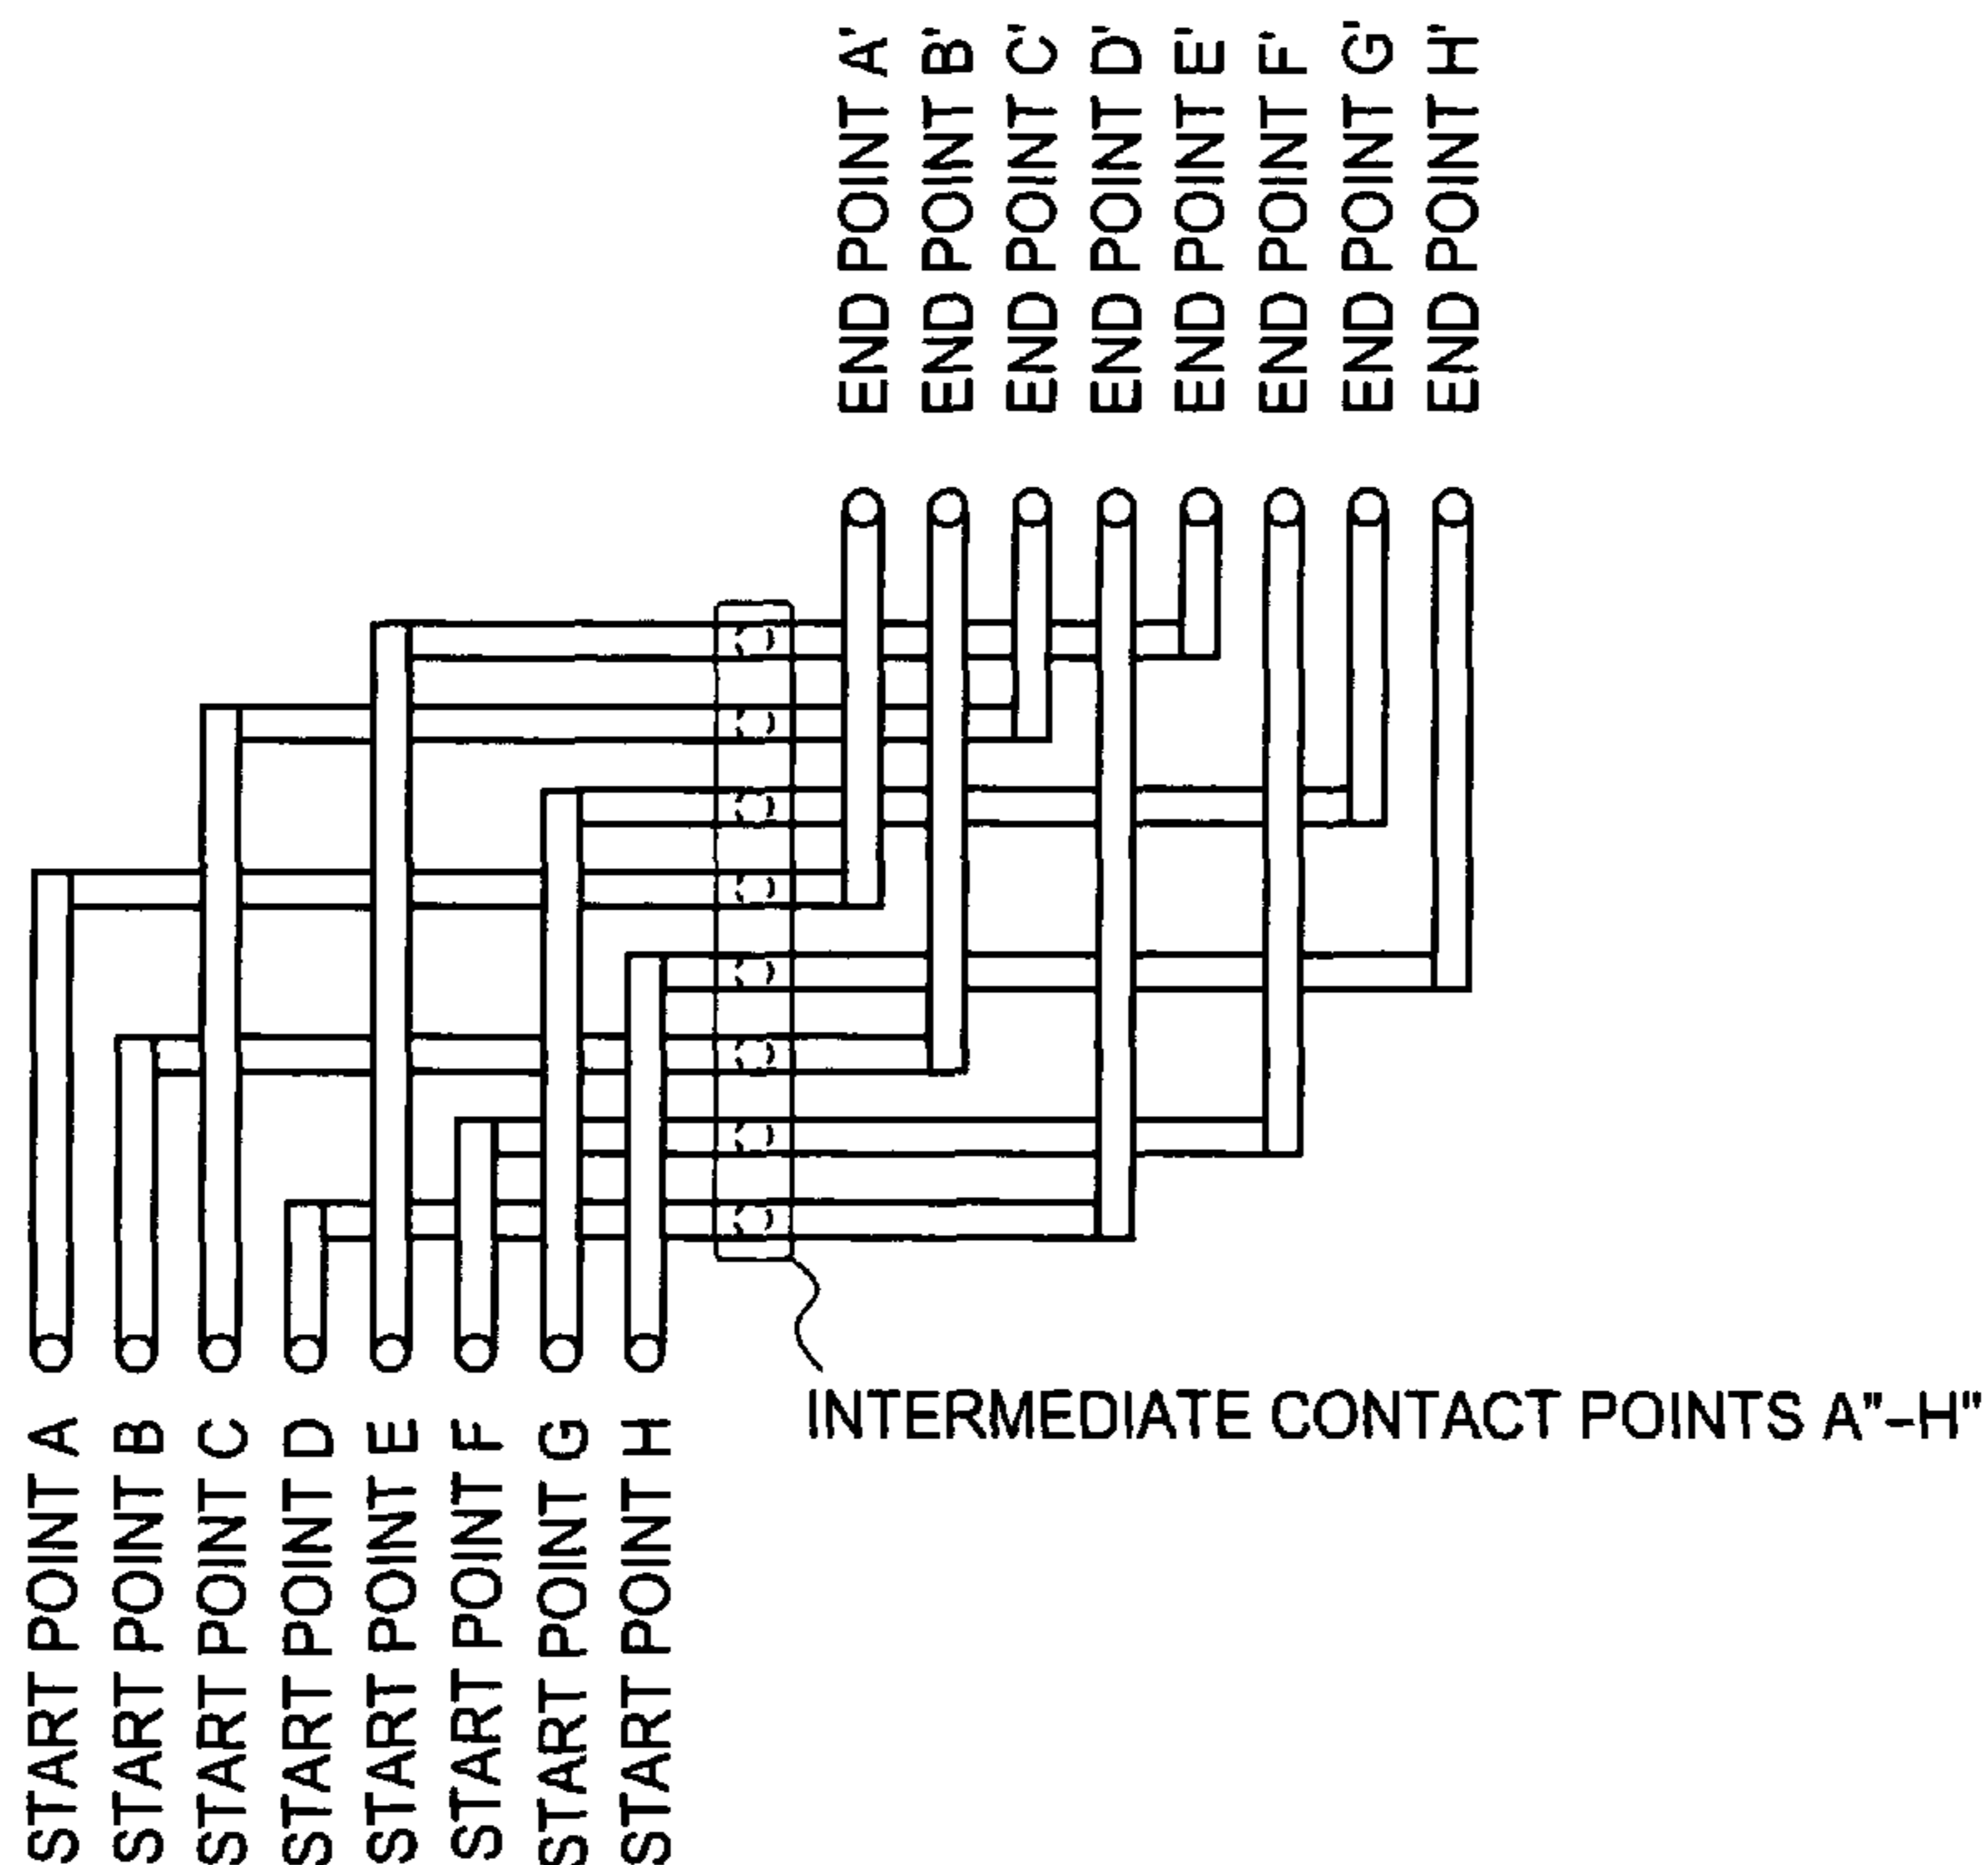 END POINT A'
END POINT B'
END POINT C'
END POINT D'
END POINT E'
END POINT F'
END POINT G'
END POINT H'
INTERMEDIATE CONTACT POINTS A"–H"
START POINT A
START POINT B
START POINT C
START POINT D
START POINT E
START POINT F
START POINT G
START POINT H